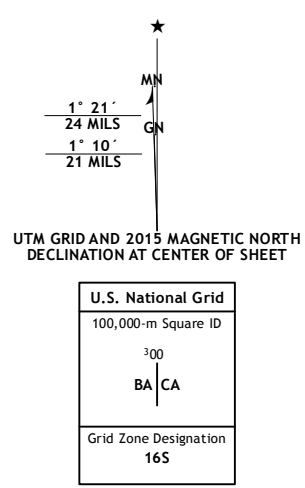 MN
1° 21´
24 MILS
GN
1° 10´
21 MILS
UTM GRID AND 2015 MAGNETIC NORTH
DECLINATION AT CENTER OF SHEET
U.S. National Grid
100,000-m Square ID
³00
BA CA
Grid Zone Designation
16S